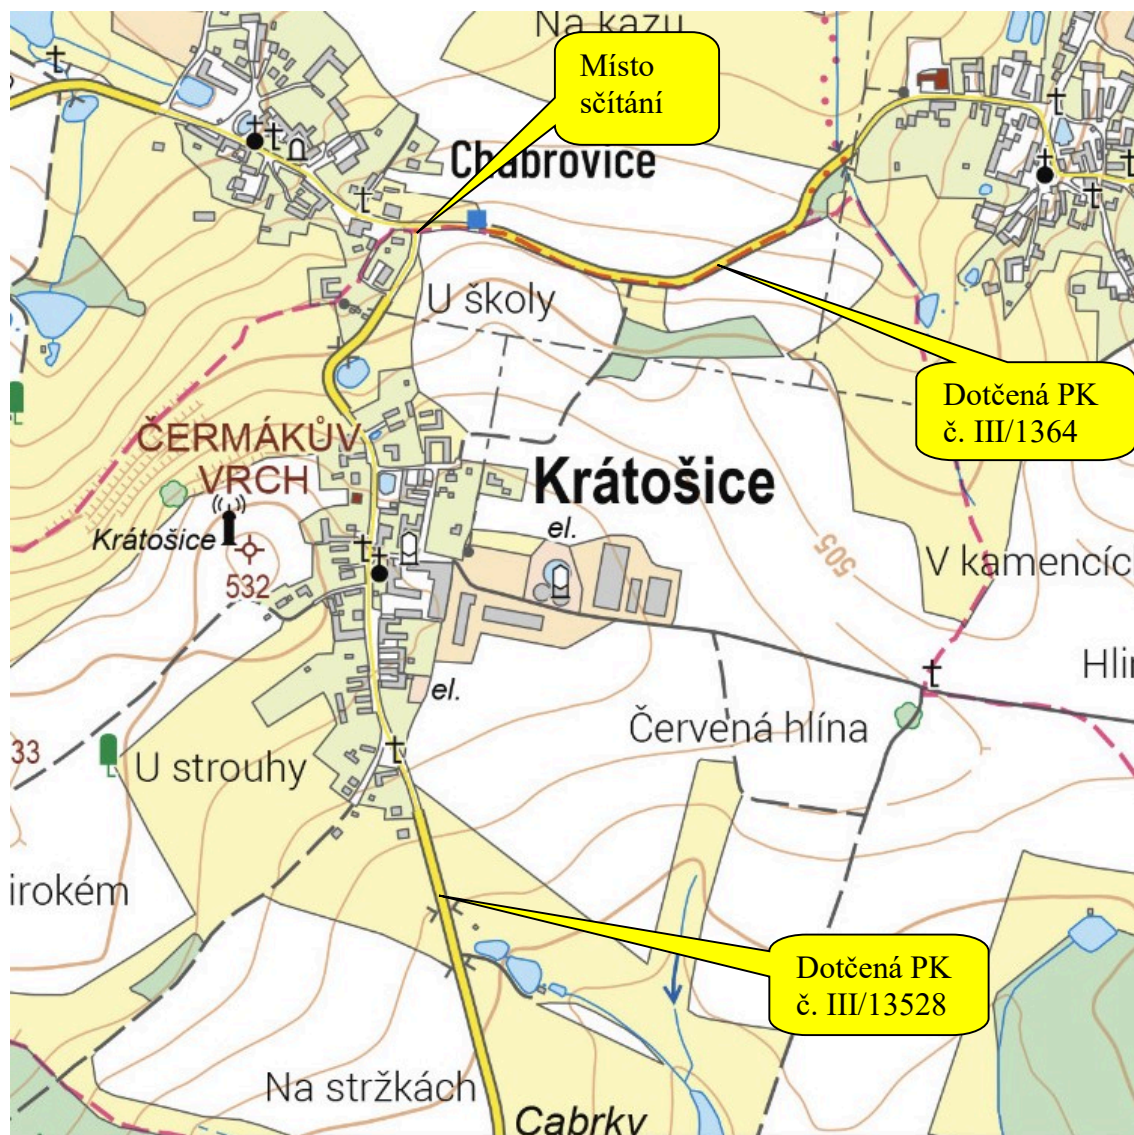 Na kazu
Místo
sčítání
Chabrovice
U školy
Dotčená PK
č. III/1364
ČERMÁKŮV
VRCH
Krátošice
Krátošice
el.
532
505
V kamencíc
Hlin
el.
Červená hlína
33
U strouhy
irokém
Dotčená PK
č. III/13528
Na stržkách
Cabrky